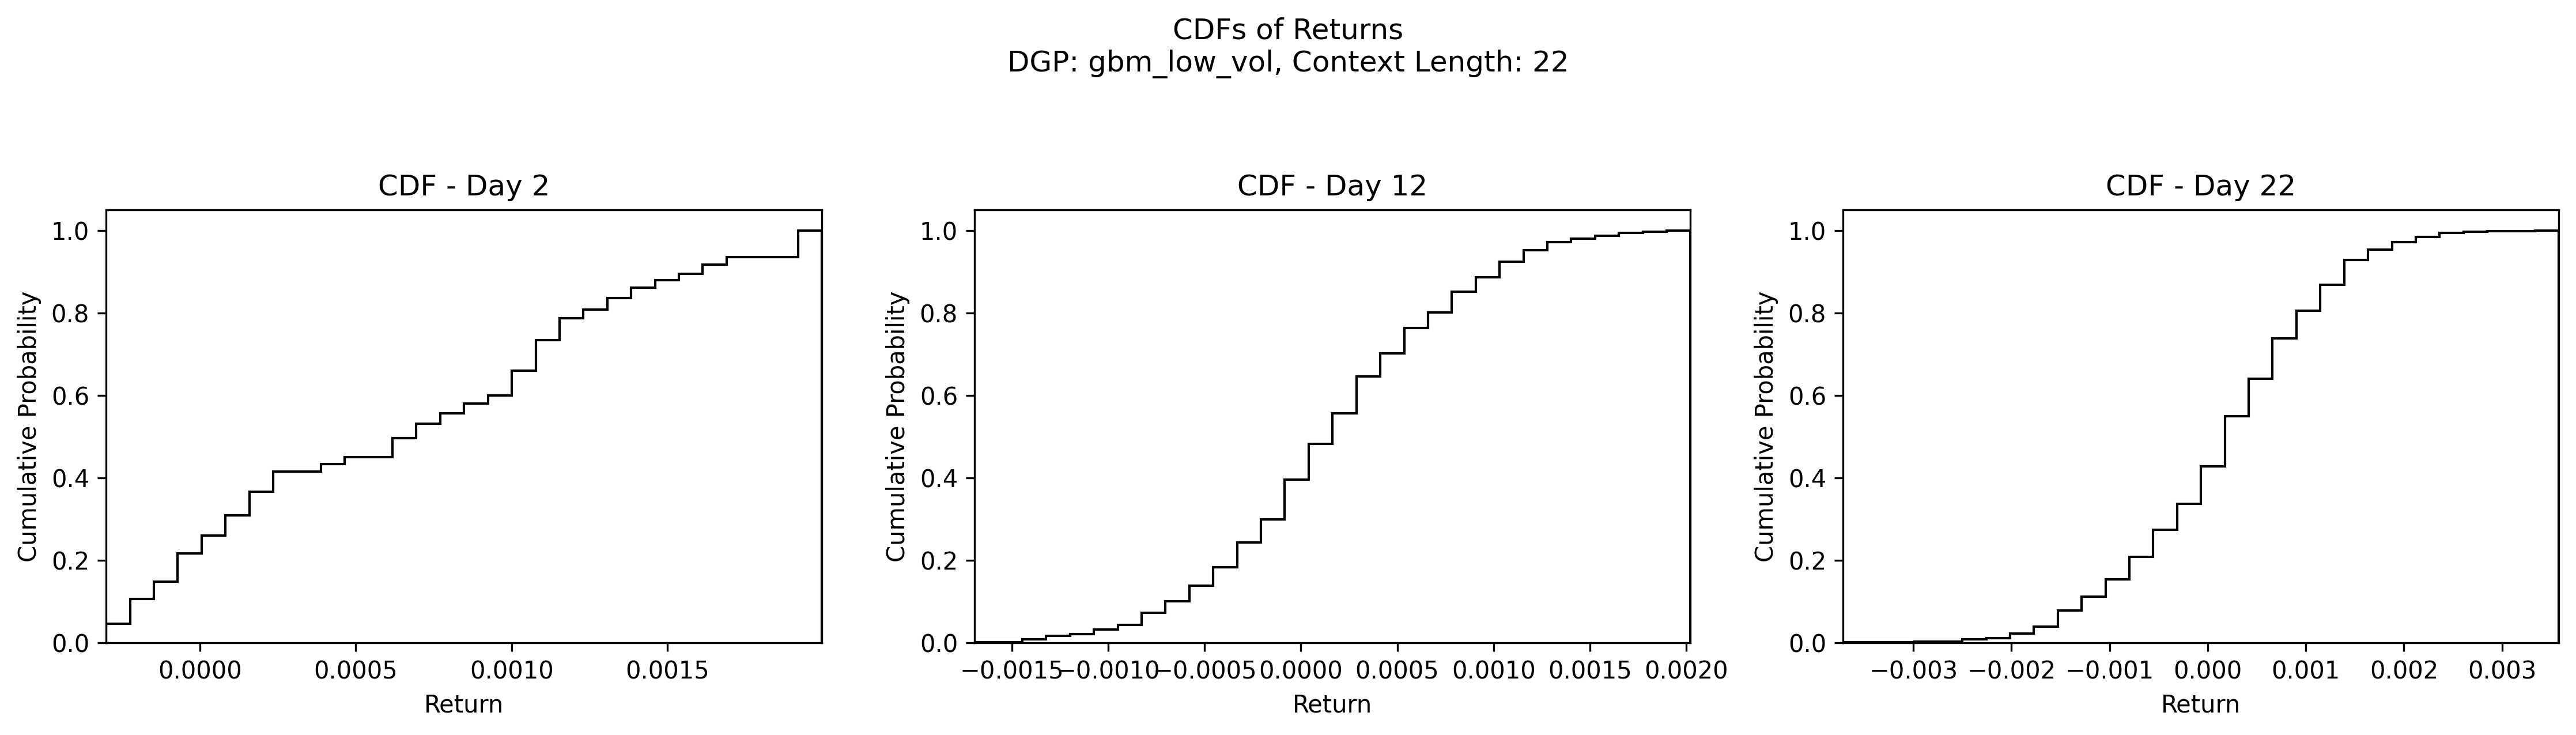 CDFs of Returns
DGP: gbm_low_vol, Context Length: 22
CDF - Day 2
Cumulative Probability
1.0
0.8
0.6
0.4
0.2
0.0
0.0000 0.0005 0.0010 0.0015
Return
CDF - Day 12
Cumulative Probability
1.0
0.8
0.6
0.4
0.2
0.0
−0.0015 −0.0010 −0.0005 0.0000 0.0005 0.0010 0.0015 0.0020
Return
CDF - Day 22
Cumulative Probability
1.0
0.8
0.6
0.4
0.2
0.0
−0.003 −0.002 −0.001 0.000 0.001 0.002 0.003
Return